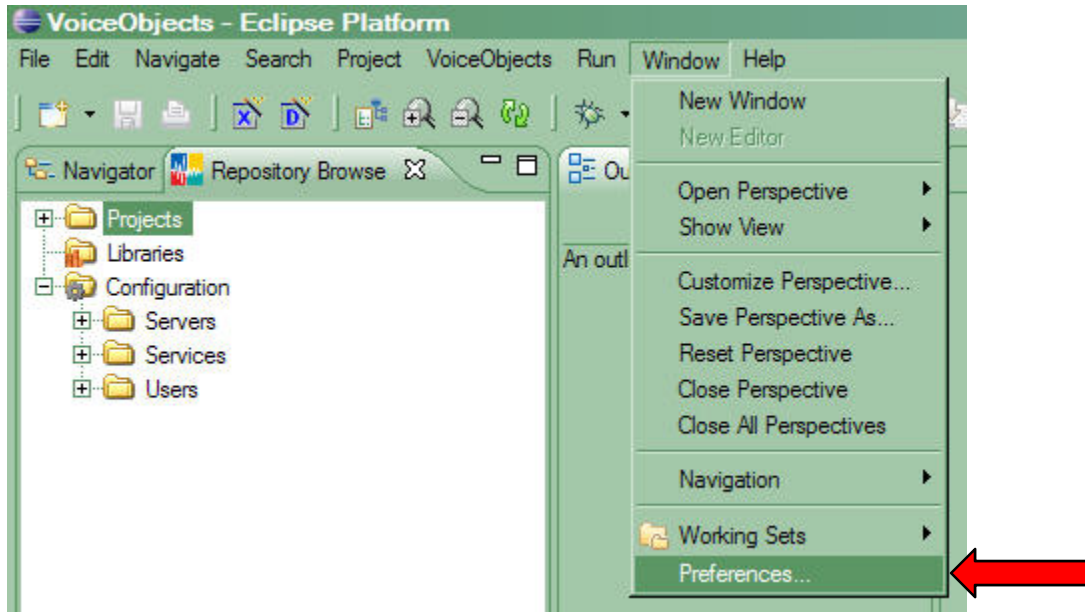 VoiceObjects - Eclipse Platform
File Edit Navigate Search Project VoiceObjects Run Window Help
Navigator Repository Browse
Ou
Projects
Libraries
Configuration
Servers
Services
Users
An outl
New Window
New Editor
Open Perspective
Show View
Customize Perspective...
Save Perspective As...
Reset Perspective
Close Perspective
Close All Perspectives
Navigation
Working Sets
Preferences...